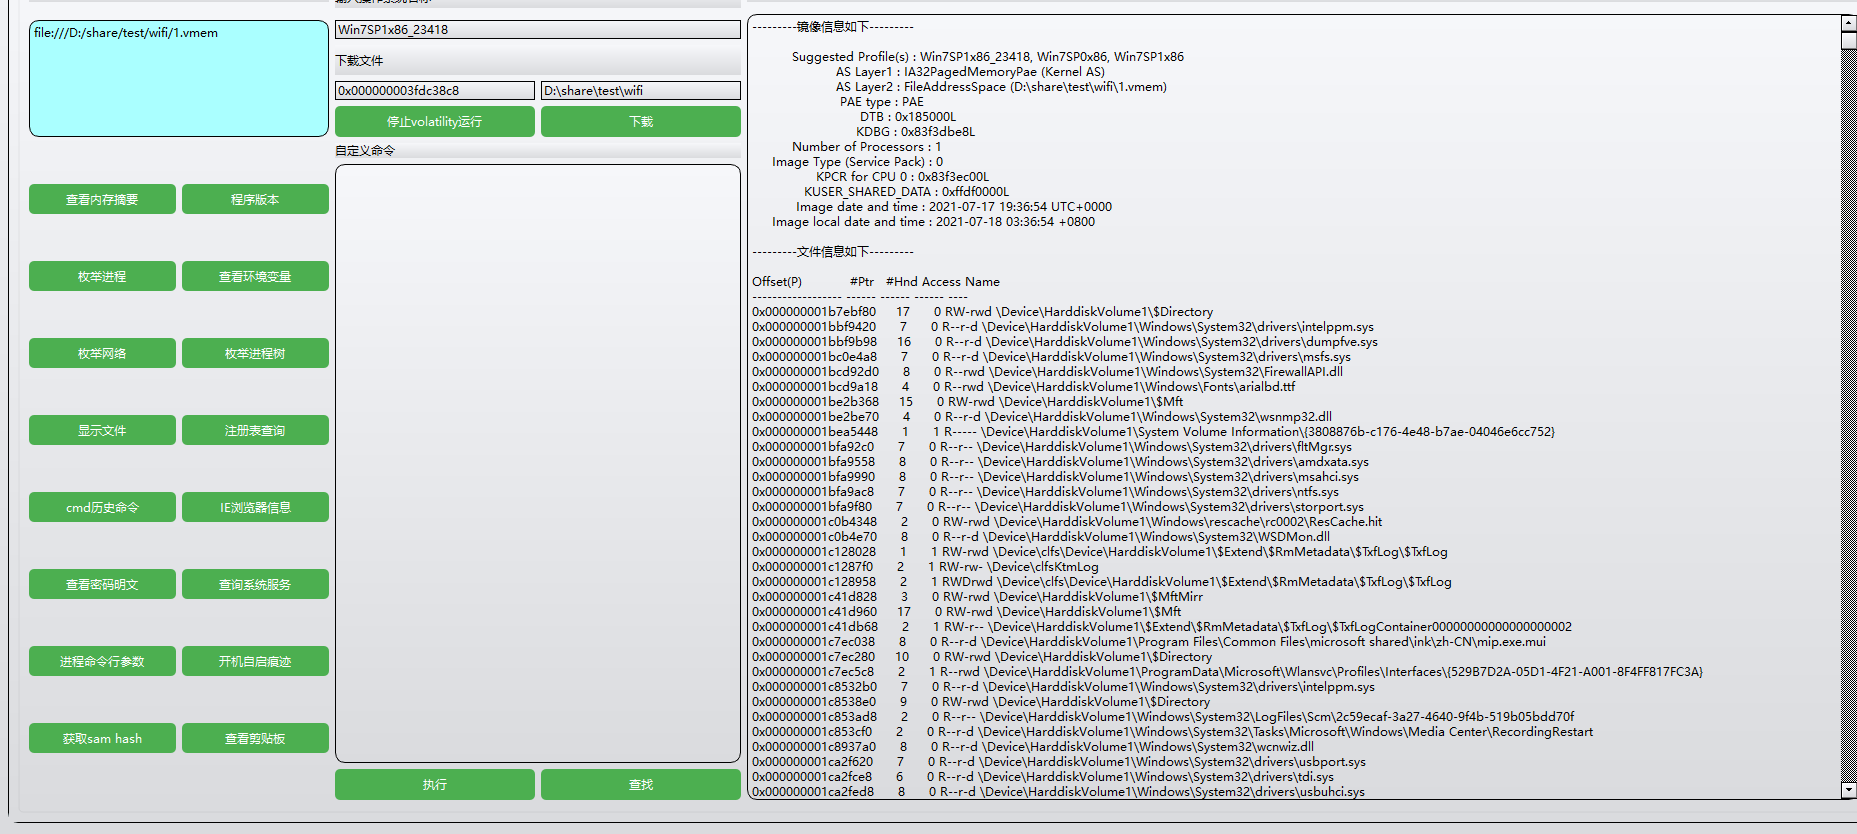 file:///D:/share/test/wifi/1.vmem
查看内存摘要
程序版本
枚举进程
查看环境变量
枚举网络
枚举进程树
显示文件
注册表查询
cmd历史命令
IE浏览器信息
查看密码明文
查询系统服务
进程命令行参数
开机自启痕迹
获取sam hash
查看剪贴板
输入操作系统名称
Win7SP1x86_23418
下载文件
0x000000003fdc38c8
D:\share\test\wifi
停止volatility运行
下载
自定义命令
执行
查找
---------镜像信息如下---------
Suggested Profile(s) : Win7SP1x86_23418, Win7SP0x86, Win7SP1x86
AS Layer1 : IA32PagedMemoryPae (Kernel AS)
AS Layer2 : FileAddressSpace (D:\share\test\wifi\1.vmem)
PAE type : PAE
DTB : 0x185000L
KDBG : 0x83f3dbe8L
Number of Processors : 1
Image Type (Service Pack) : 0
KPCR for CPU 0 : 0x83f3ec00L
KUSER_SHARED_DATA : 0xffdf0000L
Image date and time : 2021-07-17 19:36:54 UTC+0000
Image local date and time : 2021-07-18 03:36:54 +0800
---------文件信息如下---------
Offset(P) #Ptr #Hnd Access Name
------------------ ------ ------ ------ ----
0x000000001b7ebf80 17 0 RW-rwd \Device\HarddiskVolume1\$Directory
0x000000001bbf9420 7 0 R--r-d \Device\HarddiskVolume1\Windows\System32\drivers\intelppm.sys
0x000000001bbf9b98 16 0 R--r-d \Device\HarddiskVolume1\Windows\System32\drivers\dumpfve.sys
0x000000001bc0e4a8 7 0 R--r-d \Device\HarddiskVolume1\Windows\System32\drivers\msfs.sys
0x000000001bcd92d0 8 0 R--rwd \Device\HarddiskVolume1\Windows\System32\FirewallAPI.dll
0x000000001bcd9a18 4 0 R--rwd \Device\HarddiskVolume1\Windows\Fonts\arialbd.ttf
0x000000001be2b368 15 0 RW-rwd \Device\HarddiskVolume1\$Mft
0x000000001be2be70 4 0 R--r-d \Device\HarddiskVolume1\Windows\System32\wsnmp32.dll
0x000000001bea5448 1 1 R----- \Device\HarddiskVolume1\System Volume Information\{3808876b-c176-4e48-b7ae-04046e6cc752}
0x000000001bfa92c0 7 0 R--r-- \Device\HarddiskVolume1\Windows\System32\drivers\fltMgr.sys
0x000000001bfa9558 8 0 R--r-- \Device\HarddiskVolume1\Windows\System32\drivers\amdxata.sys
0x000000001bfa9990 8 0 R--r-- \Device\HarddiskVolume1\Windows\System32\drivers\msahci.sys
0x000000001bfa9ac8 7 0 R--r-- \Device\HarddiskVolume1\Windows\System32\drivers\ntfs.sys
0x000000001bfa9f80 7 0 R--r-- \Device\HarddiskVolume1\Windows\System32\drivers\storport.sys
0x000000001c0b4348 2 0 RW-rwd \Device\HarddiskVolume1\Windows\rescache\rc0002\ResCache.hit
0x000000001c0b4e70 8 0 R--r-d \Device\HarddiskVolume1\Windows\System32\WSDMon.dll
0x000000001c128028 1 1 RW-rwd \Device\clfs\Device\HarddiskVolume1\$Extend\$RmMetadata\$TxfLog\$TxfLog
0x000000001c1287f0 2 1 RW-rw- \Device\clfsKtmLog
0x000000001c128958 2 1 RWDrwd \Device\clfs\Device\HarddiskVolume1\$Extend\$RmMetadata\$TxfLog\$TxfLog
0x000000001c41d828 3 0 RW-rwd \Device\HarddiskVolume1\$MftMirr
0x000000001c41d960 17 0 RW-rwd \Device\HarddiskVolume1\$Mft
0x000000001c41db68 2 1 RW-r-- \Device\HarddiskVolume1\$Extend\$RmMetadata\$TxfLog\$TxfLogContainer00000000000000000002
0x000000001c7ec038 8 0 R--r-d \Device\HarddiskVolume1\Program Files\Common Files\microsoft shared\ink\zh-CN\mip.exe.mui
0x000000001c7ec280 10 0 RW-rwd \Device\HarddiskVolume1\$Directory
0x000000001c7ec5c8 2 1 R--rwd \Device\HarddiskVolume1\ProgramData\Microsoft\Wlansvc\Profiles\Interfaces\{529B7D2A-05D1-4F21-A001-8F4FF817FC3A}
0x000000001c8532b0 7 0 R--r-d \Device\HarddiskVolume1\Windows\System32\drivers\intelppm.sys
0x000000001c8538e0 9 0 RW-rwd \Device\HarddiskVolume1\$Directory
0x000000001c853ad8 2 0 R--r-- \Device\HarddiskVolume1\Windows\System32\LogFiles\Scm\2c59ecaf-3a27-4640-9f4b-519b05bdd70f
0x000000001c853cf0 2 0 R--r-d \Device\HarddiskVolume1\Windows\System32\Tasks\Microsoft\Windows\Media Center\RecordingRestart
0x000000001c8937a0 8 0 R--r-d \Device\HarddiskVolume1\Windows\System32\wcnwiz.dll
0x000000001ca2f620 7 0 R--r-d \Device\HarddiskVolume1\Windows\System32\drivers\usbport.sys
0x000000001ca2fce8 6 0 R--r-d \Device\HarddiskVolume1\Windows\System32\drivers\tdi.sys
0x000000001ca2fed8 8 0 R--r-d \Device\HarddiskVolume1\Windows\System32\drivers\usbuhci.sys